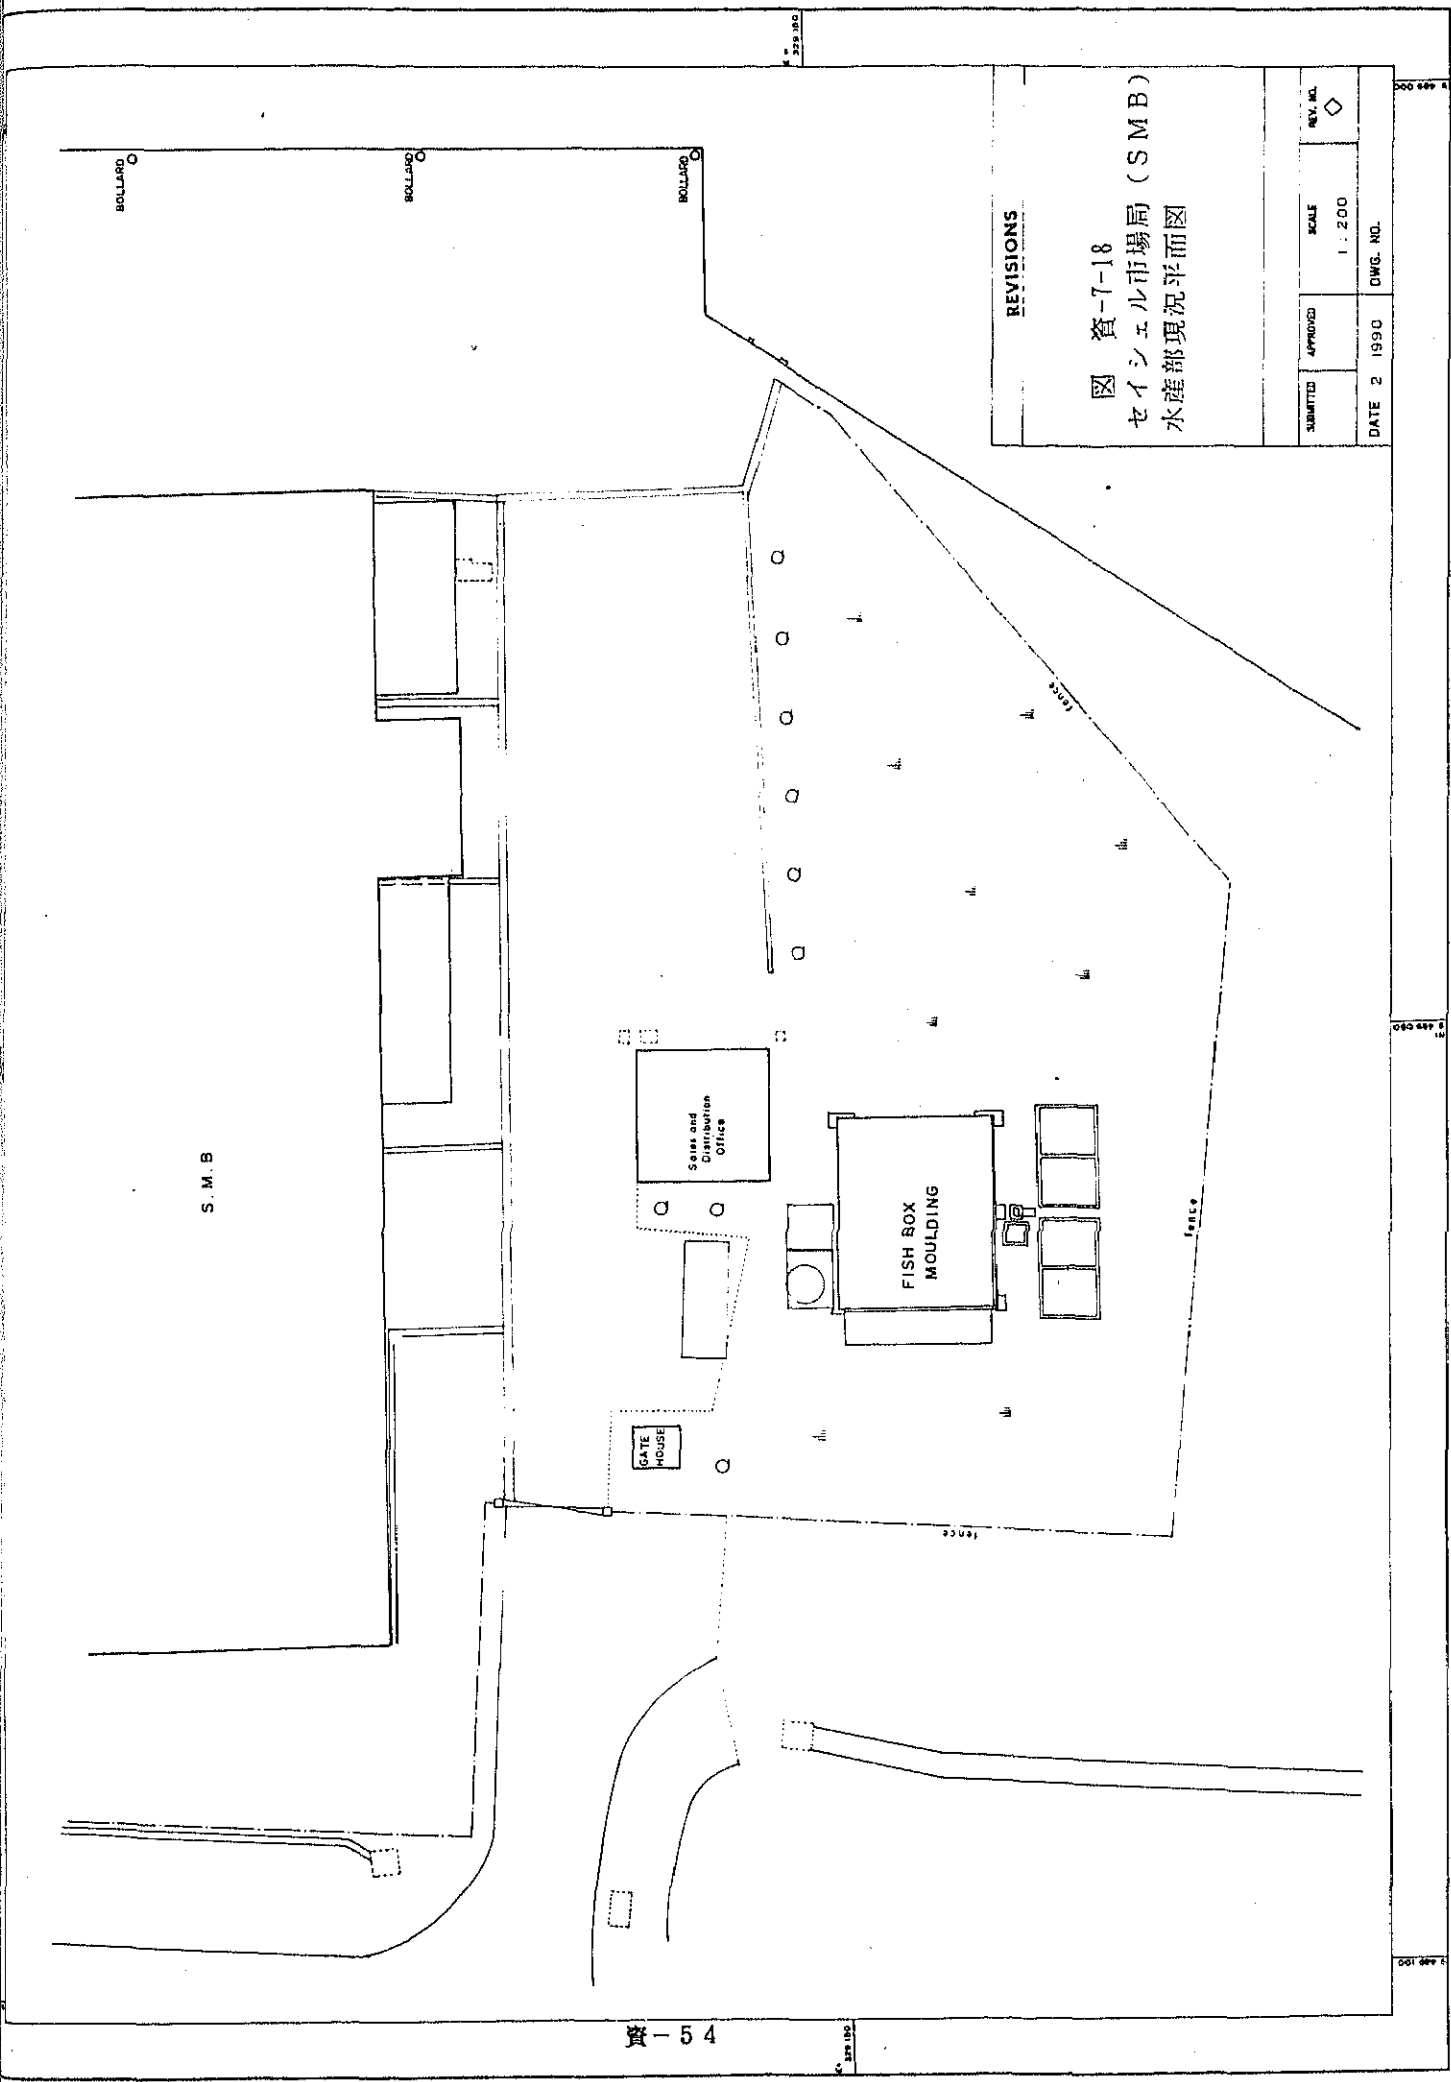 BOLLARD
BOLLARD
BOLLARD
S.M.B
Sales and
Distribution
Office
FISH BOX
MOULDING
GATE
HOUSE
fence
fence
fence
REVISIONS
図 資-7-18
セイシェル市場局(SMB)
水産部現況平面図
SUBMITTED
APPROVED
SCALE
1:200
REV. NO.
DATE 2 1990
DWG. NO.
資-54